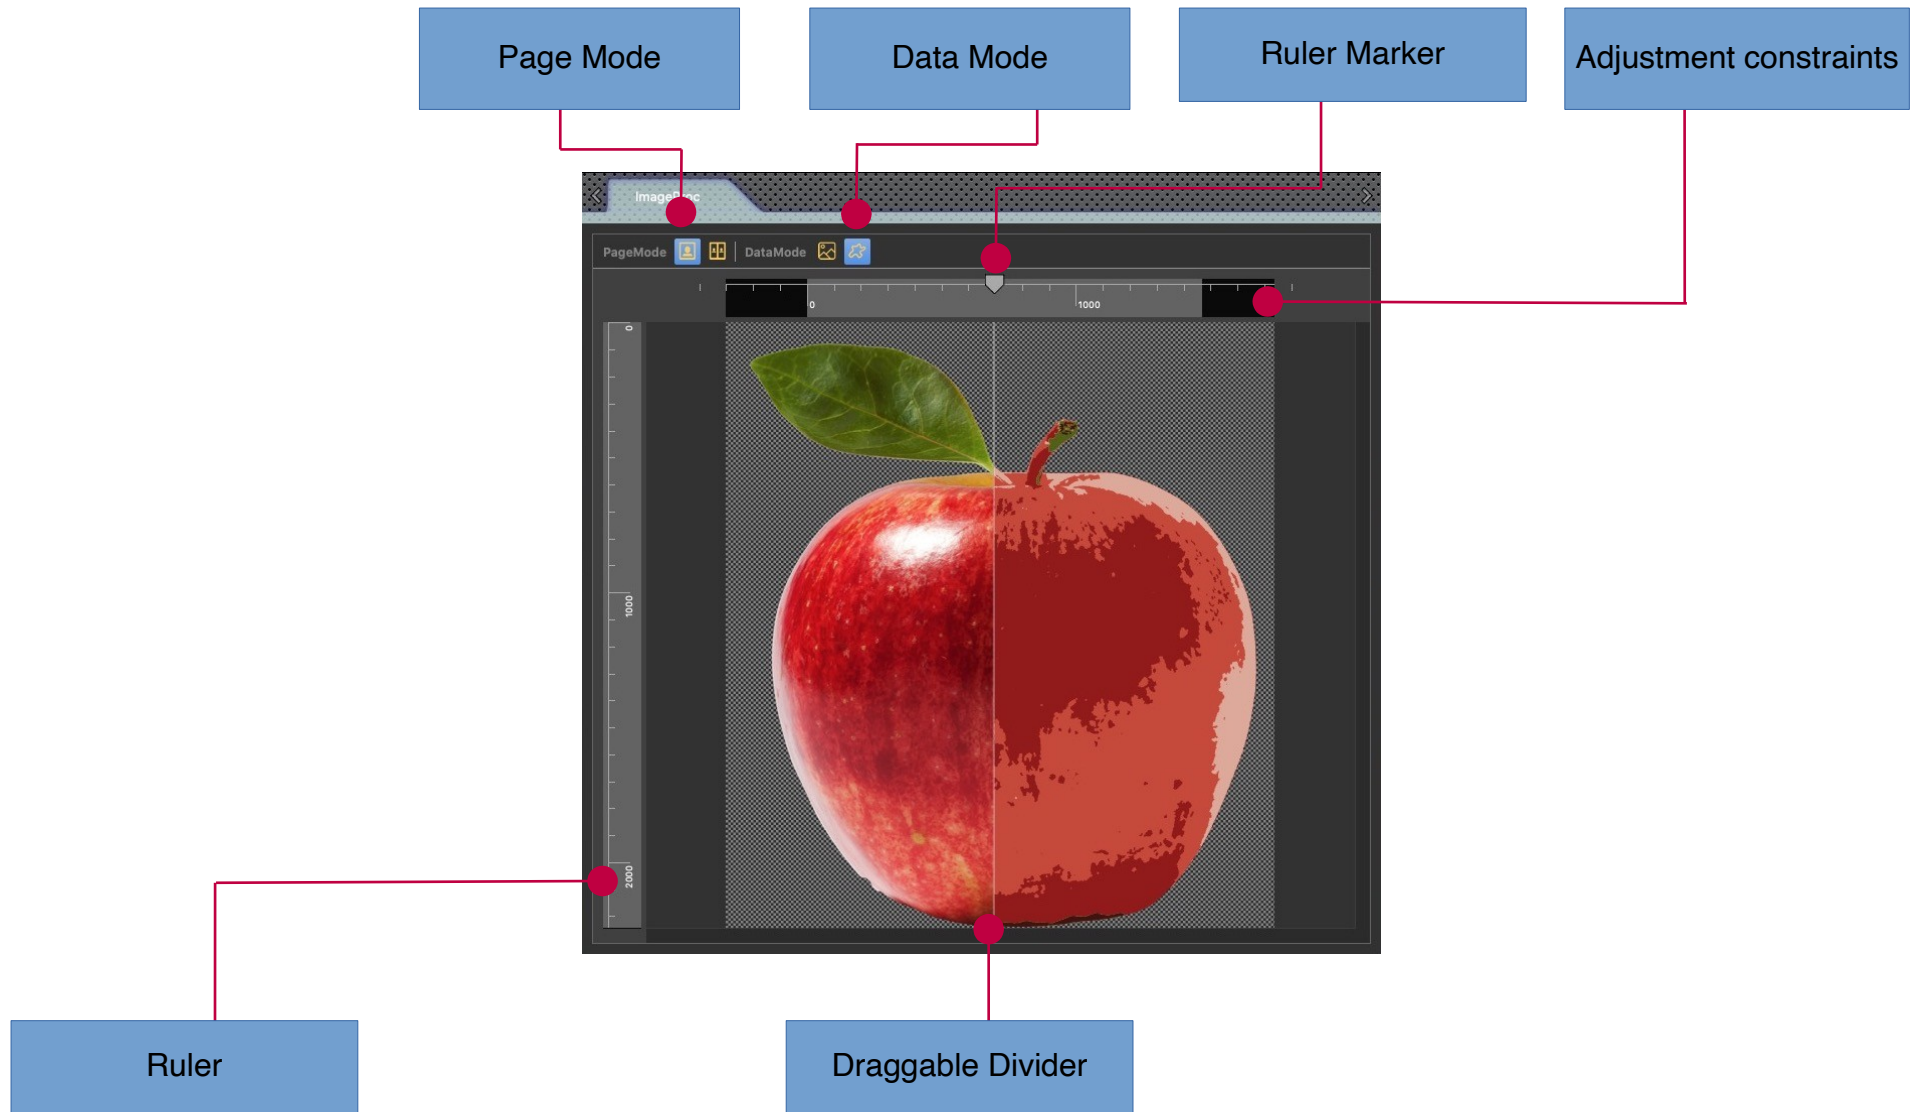 Page Mode
Data Mode
Ruler Marker
Adjustment constraints
PageMode
DataMode
0
1000
0
1000
2000
Ruler
Draggable Divider